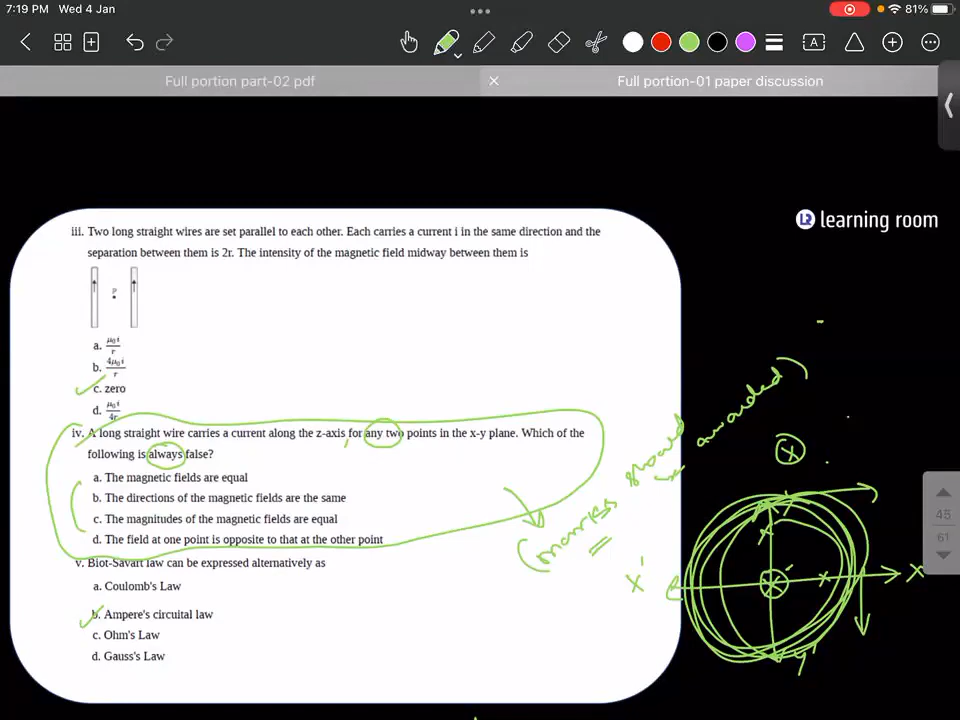 7:19 PM Wed 4 Jan
81%
A
Full portion part-02 pdf
Full portion-01 paper discussion
learning room
iii. Two long straight wires are set parallel to each other. Each carries a current i in the same direction and the
separation between them is 2r. The intensity of the magnetic field midway between them is
P
a. μ₀i/r
b. 4μ₀i/r
c. zero
d. μ₀i/4r
iv. A long straight wire carries a current along the z-axis for any two points in the x-y plane. Which of the
following is always false?
a. The magnetic fields are equal
b. The directions of the magnetic fields are the same
c. The magnitudes of the magnetic fields are equal
d. The field at one point is opposite to that at the other point
v. Biot-Savart law can be expressed alternatively as
a. Coulomb's Law
b. Ampere's circuital law
c. Ohm's Law
d. Gauss's Law
(marks should
be awarded)
X
X'
X
y'
45
61